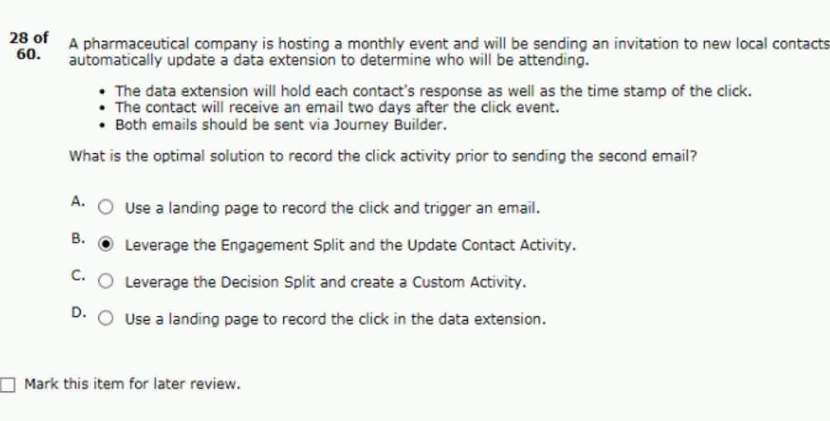 28 of
60.
A pharmaceutical company is hosting a monthly event and will be sending an invitation to new local contacts
automatically update a data extension to determine who will be attending.
• The data extension will hold each contact's response as well as the time stamp of the click.
• The contact will receive an email two days after the click event.
• Both emails should be sent via Journey Builder.
What is the optimal solution to record the click activity prior to sending the second email?
A. Use a landing page to record the click and trigger an email.
B. Leverage the Engagement Split and the Update Contact Activity.
C. Leverage the Decision Split and create a Custom Activity.
D. Use a landing page to record the click in the data extension.
Mark this item for later review.